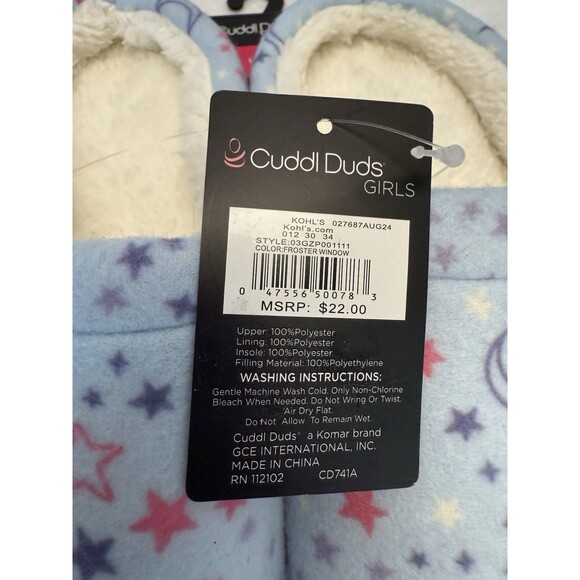 Cuddl Duds
Cuddl Duds®
GIRLS
KOHL'S 027687AUG24
Kohl's.com
012 30 34
STYLE:03GZP001111
COLOR:FROSTER WINDOW
0 47556 50078 3
MSRP: $22.00
Upper: 100%Polyester
Lining: 100%Polyester
Insole: 100%Polyester
Filling Material: 100%Polyethylene
WASHING INSTRUCTIONS:
Gentle Machine Wash Cold. Only Non-Chlorine
Bleach When Needed. Do Not Wring Or Twist.
Air Dry Flat.
Do Not Allow To Remain Wet.
Cuddl Duds® a Komar brand
GCE INTERNATIONAL, INC.
MADE IN CHINA
RN 112102 CD741A